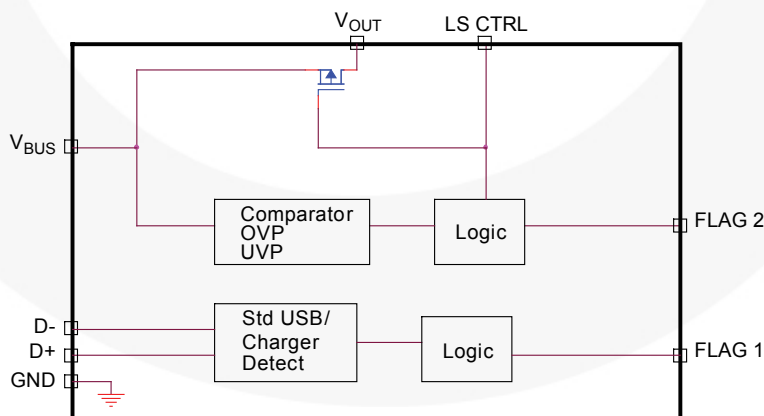 VOUT
LS CTRL
VBUS
Comparator
OVP
UVP
Logic
FLAG 2
D-
D+
GND
Std USB/
Charger
Detect
Logic
FLAG 1